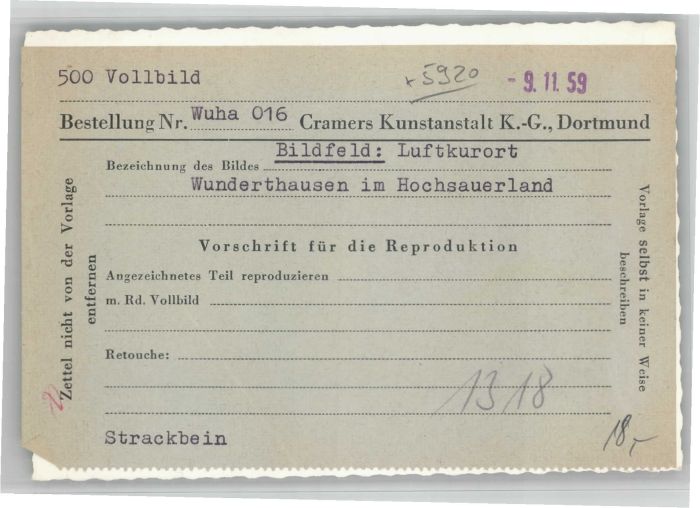 500 Vollbild
+5920
- 9. 11. 59
Bestellung Nr. Wuha 016 Cramers Kunstanstalt K.-G., Dortmund
Bezeichnung des Bildes Bildfeld: Luftkurort
Wunderthausen im Hochsauerland
Vorschrift für die Reproduktion
Angezeichnetes Teil reproduzieren
m. Rd. Vollbild
Retouche:
1318
Strackbein
18,-
Zettel nicht von der Vorlage
entfernen
Vorlage selbst in keiner Weise
beschreiben